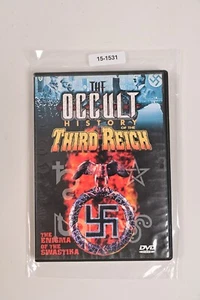 15-1531
THE
OCCULT
HISTORY
OF THE
THIRD REICH
THE
ENIGMA
OF THE
SWASTIKA
DVD